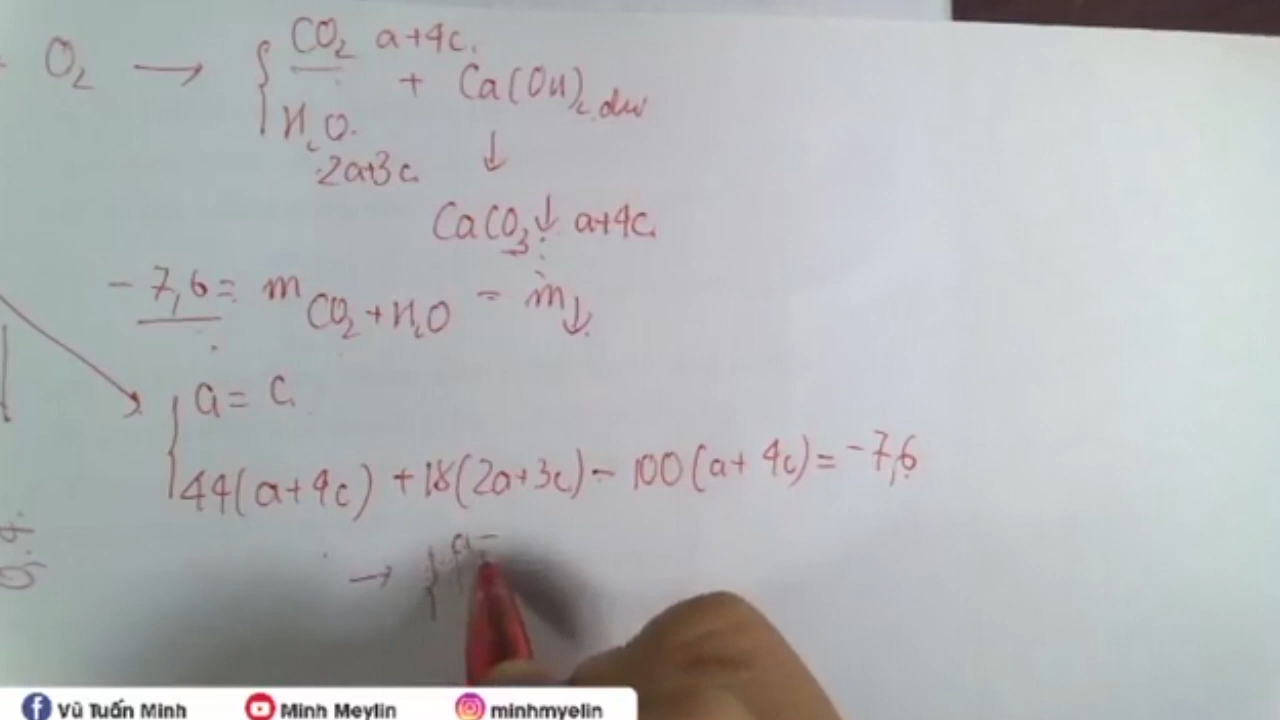 O₂ → { CO₂ a+4c.
+ Ca(OH)₂ dư
H₂O.
2a+3c.
↓
CaCO₃↓ a+4c.
- 7,6 = m CO₂+H₂O - m↓
a = c
44(a+4c) + 18(2a+3c) - 100(a+4c) = -7,6
→ { a =
Vũ Tuấn Minh
Minh Meylin
minhmyelin